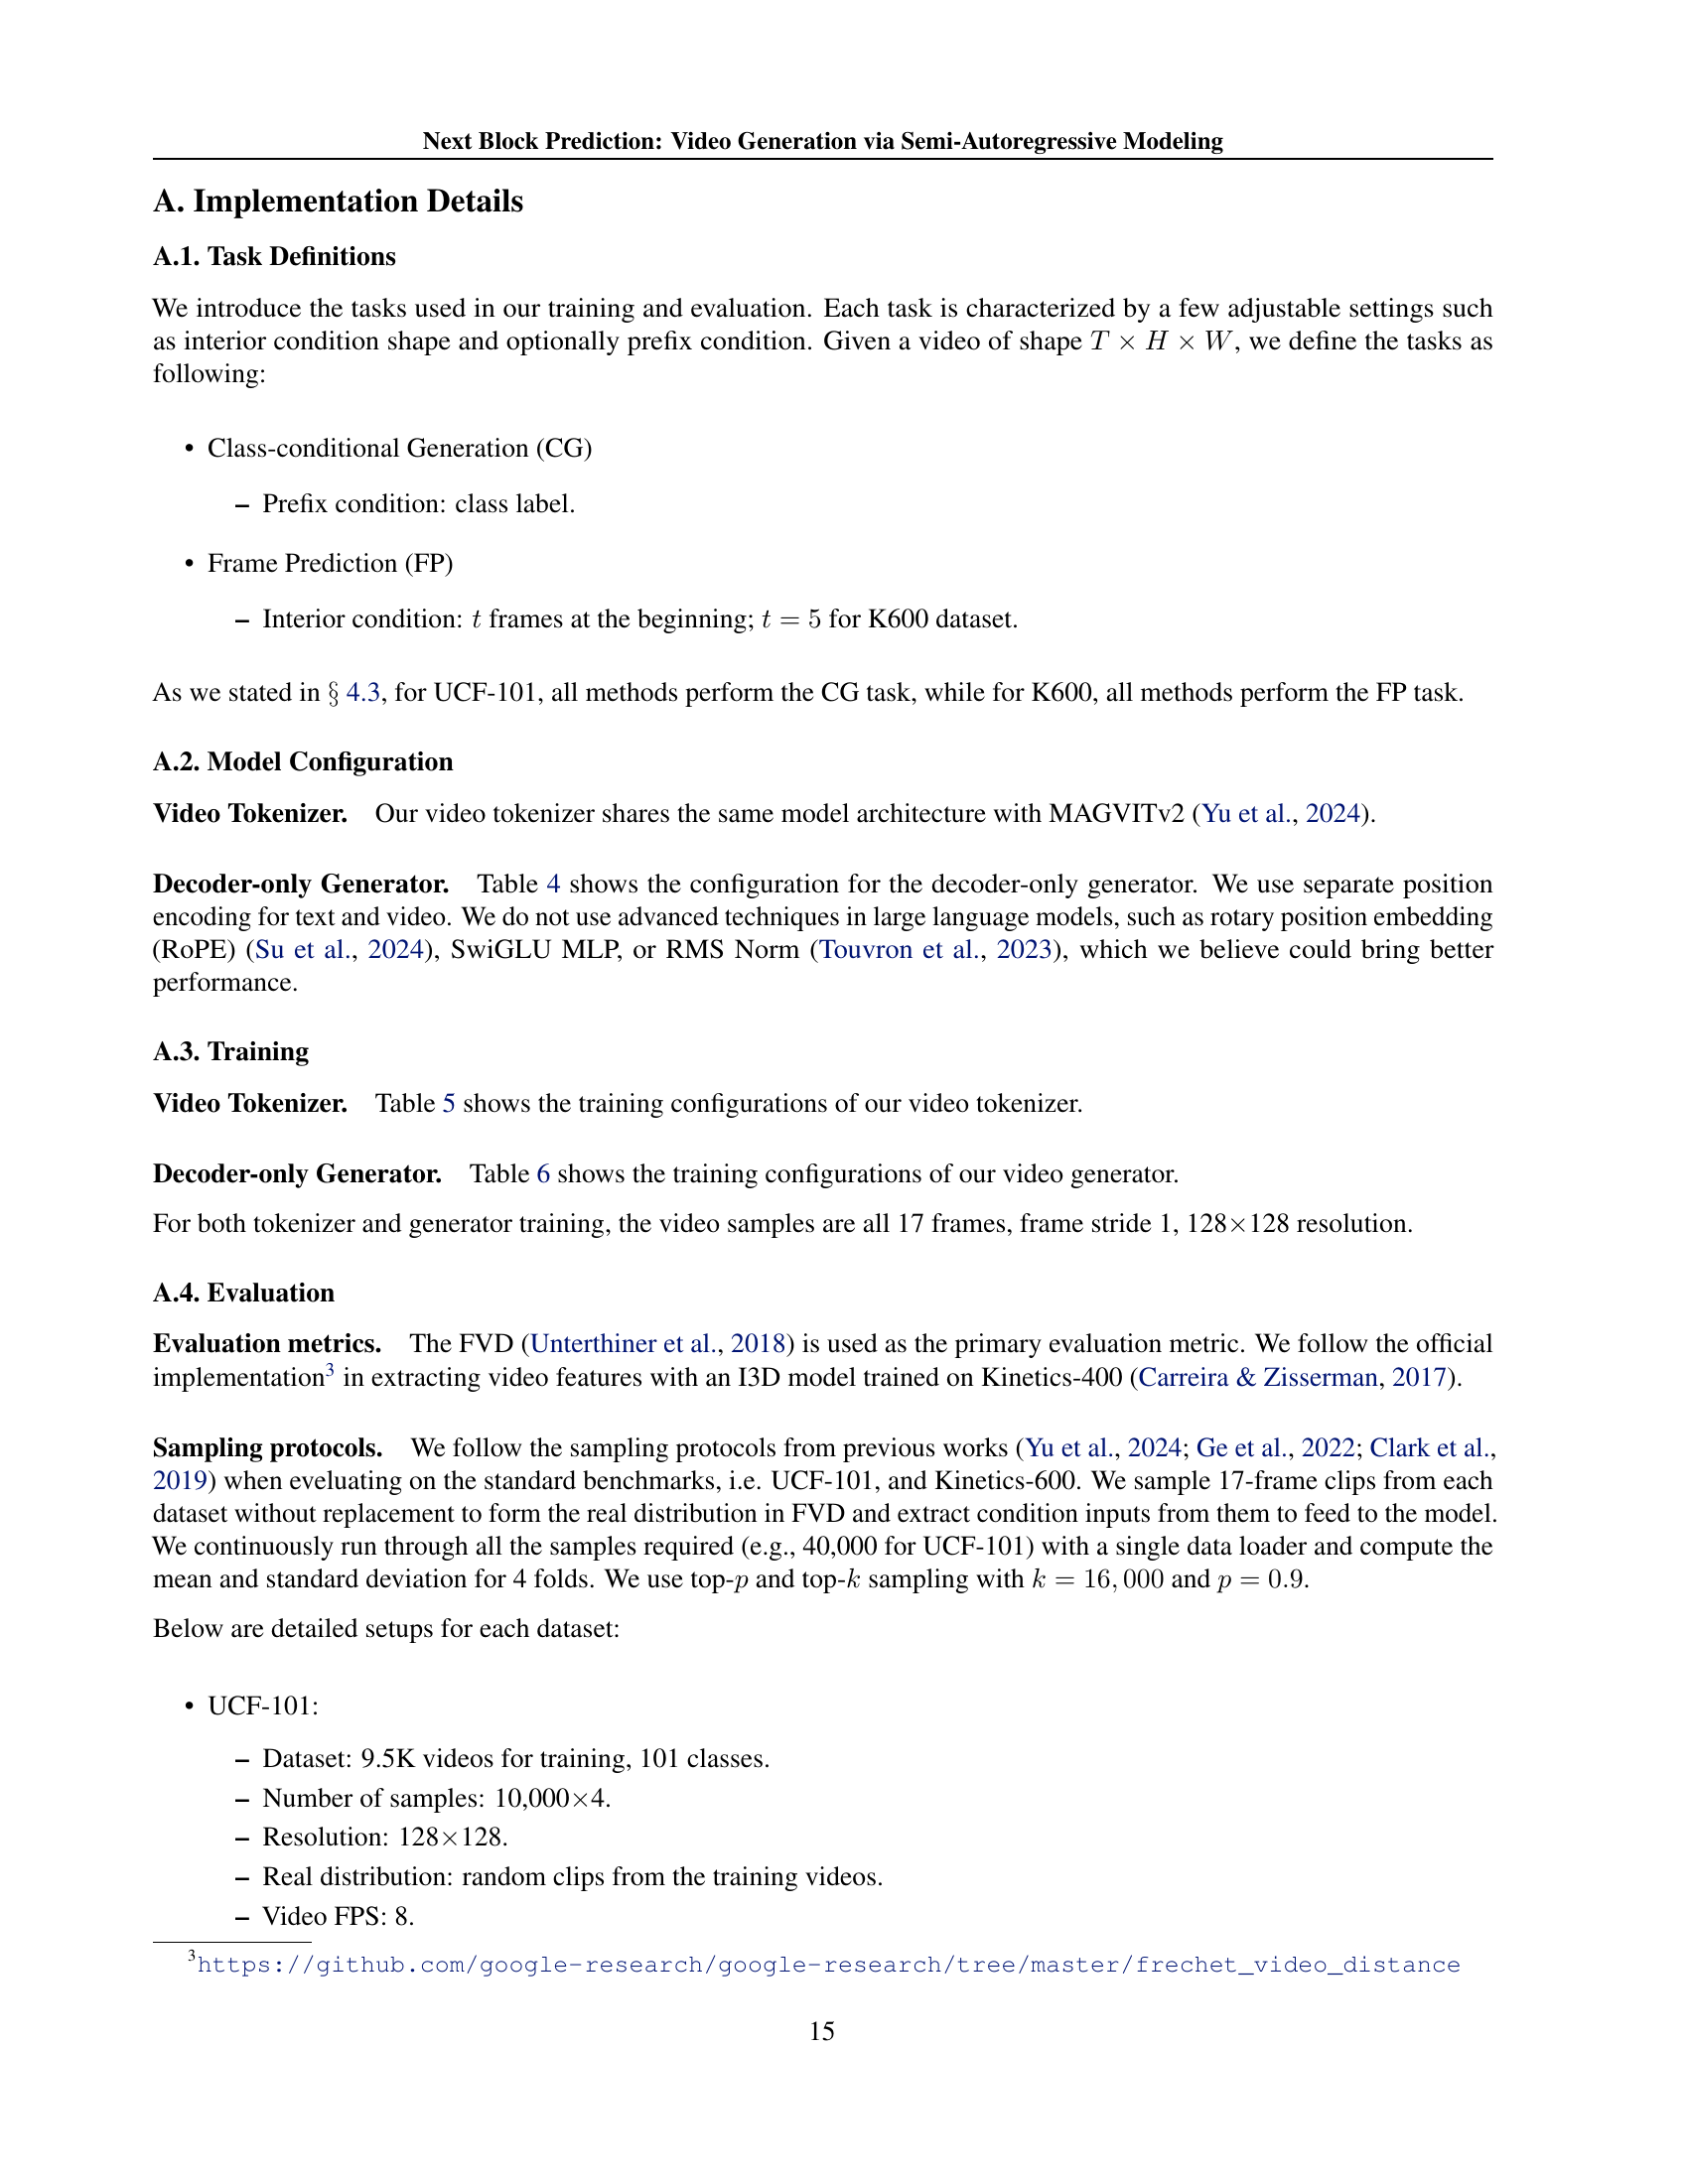 Next Block Prediction: Video Generation via Semi-Autoregressive Modeling
A. Implementation Details
A.1. Task Definitions
We introduce the tasks used in our training and evaluation. Each task is characterized by a few adjustable settings such
as interior condition shape and optionally prefix condition. Given a video of shape T × H × W, we define the tasks as
following:
• Class-conditional Generation (CG)
– Prefix condition: class label.
• Frame Prediction (FP)
– Interior condition: t frames at the beginning; t = 5 for K600 dataset.
As we stated in § 4.3, for UCF-101, all methods perform the CG task, while for K600, all methods perform the FP task.
A.2. Model Configuration
Video Tokenizer. Our video tokenizer shares the same model architecture with MAGVITv2 (Yu et al., 2024).
Decoder-only Generator. Table 4 shows the configuration for the decoder-only generator. We use separate position
encoding for text and video. We do not use advanced techniques in large language models, such as rotary position embedding
(RoPE) (Su et al., 2024), SwiGLU MLP, or RMS Norm (Touvron et al., 2023), which we believe could bring better
performance.
A.3. Training
Video Tokenizer. Table 5 shows the training configurations of our video tokenizer.
Decoder-only Generator. Table 6 shows the training configurations of our video generator.
For both tokenizer and generator training, the video samples are all 17 frames, frame stride 1, 128×128 resolution.
A.4. Evaluation
Evaluation metrics. The FVD (Unterthiner et al., 2018) is used as the primary evaluation metric. We follow the official
implementation3 in extracting video features with an I3D model trained on Kinetics-400 (Carreira & Zisserman, 2017).
Sampling protocols. We follow the sampling protocols from previous works (Yu et al., 2024; Ge et al., 2022; Clark et al.,
2019) when eveluating on the standard benchmarks, i.e. UCF-101, and Kinetics-600. We sample 17-frame clips from each
dataset without replacement to form the real distribution in FVD and extract condition inputs from them to feed to the model.
We continuously run through all the samples required (e.g., 40,000 for UCF-101) with a single data loader and compute the
mean and standard deviation for 4 folds. We use top-p and top-k sampling with k = 16, 000 and p = 0.9.
Below are detailed setups for each dataset:
• UCF-101:
– Dataset: 9.5K videos for training, 101 classes.
– Number of samples: 10,000×4.
– Resolution: 128×128.
– Real distribution: random clips from the training videos.
– Video FPS: 8.
3https://github.com/google-research/google-research/tree/master/frechet_video_distance
15